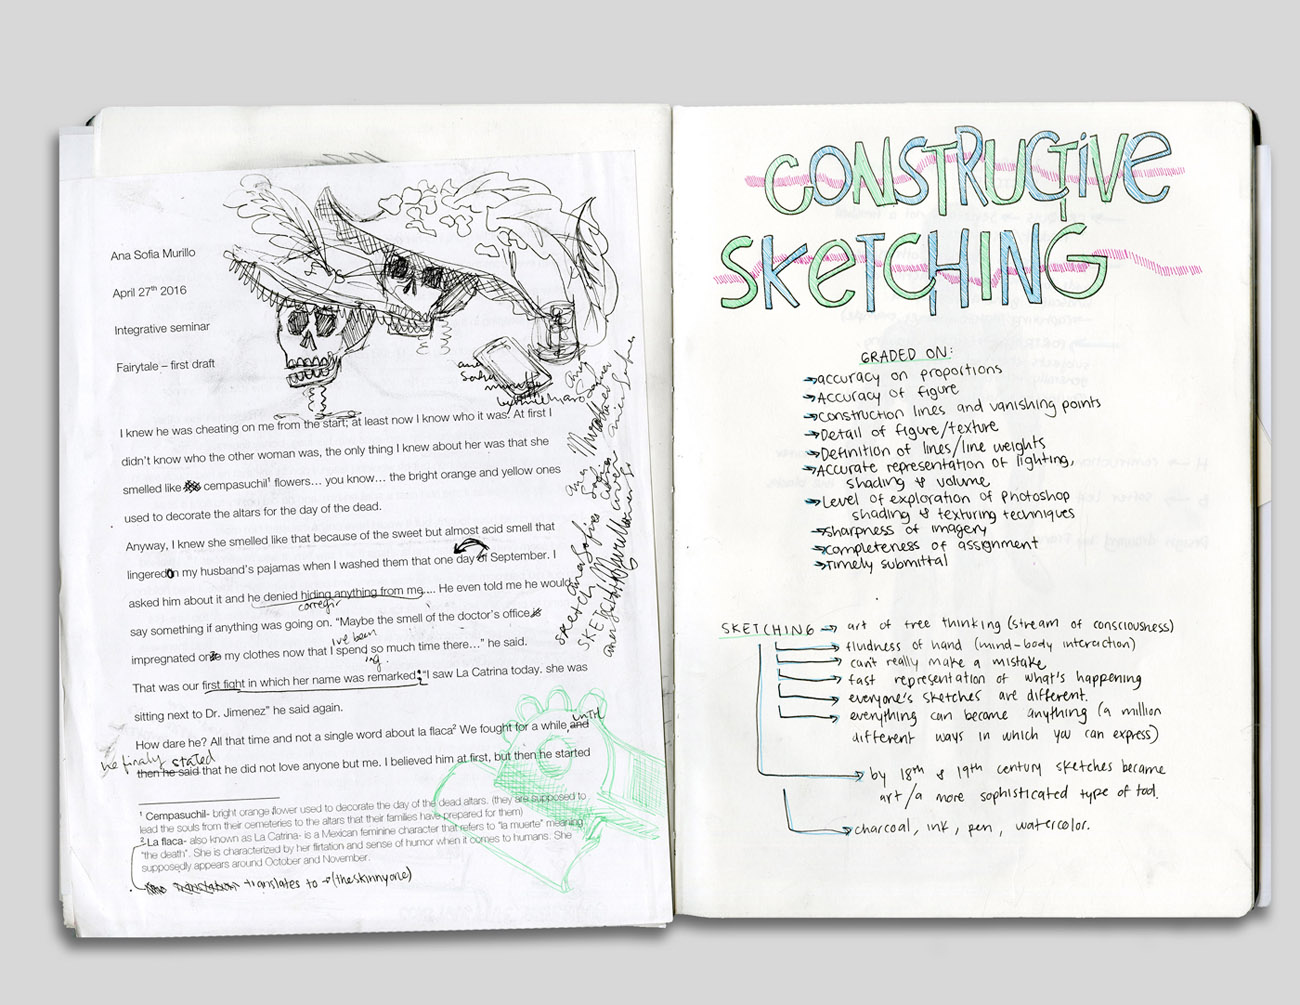 Ana Sofia Murillo
April 27th 2016
Integrative seminar
Fairytale – first draft
I knew he was cheating on me from the start; at least now I know who it was. At first I
didn't know who the other woman was, the only thing I knew about her was that she
smelled like cempasuchil¹ flowers… you know… the bright orange and yellow ones
used to decorate the altars for the day of the dead.
Anyway, I knew she smelled like that because of the sweet but almost acid smell that
lingered on my husband's pajamas when I washed them that one day of September. I
asked him about it and he denied hiding anything from me.... He even told me he would
corregir
say something if anything was going on. "Maybe the smell of the doctor's office
I've been
impregnated on my clothes now that I spend so much time there…" he said.
ing
That was our first fight in which her name was remarked: "I saw La Catrina today. she was
sitting next to Dr. Jimenez" he said again.
until
How dare he? All that time and not a single word about la flaca² We fought for a while and
he finaly stated
then he said that he did not love anyone but me. I believed him at first, but then he started
¹ Cempasuchil- bright orange flower used to decorate the day of the dead altars. (they are supposed to
lead the souls from their cemeteries to the altars that their families have prepared for them)
² La flaca- also known as La Catrina- is a Mexican feminine character that refers to "la muerte" meaning
"the death". She is characterized by her flirtation and sense of humor when it comes to humans. She
supposedly appears around October and November.
translates to → (the skinny one)
ana
Sofia
murillo
sketch ana sofia
CONSTRUCTIVE
SKETCHING
GRADED ON:
→ accuracy on proportions
→ Accuracy of figure
→ construction lines and vanishing points
→ Detail of figure/texture
→ Definition of lines/line weights
→ Accurate representation of lighting,
shading & volume
→ Level of exploration of Photoshop
shading & texturing techniques
→ sharpness of imagery
→ completeness of assignment
→ timely submittal
SKETCHING → art of free thinking (stream of consciousness)
→ fluidness of hand (mind-body interaction)
→ can't really make a mistake
→ fast representation of what's happening
→ everyone's sketches are different.
→ everything can become anything (a million
different ways in which you can express)
→ by 18th & 19th century sketches became
art/a more sophisticated type of tool.
→ charcoal, ink, pen, watercolor.